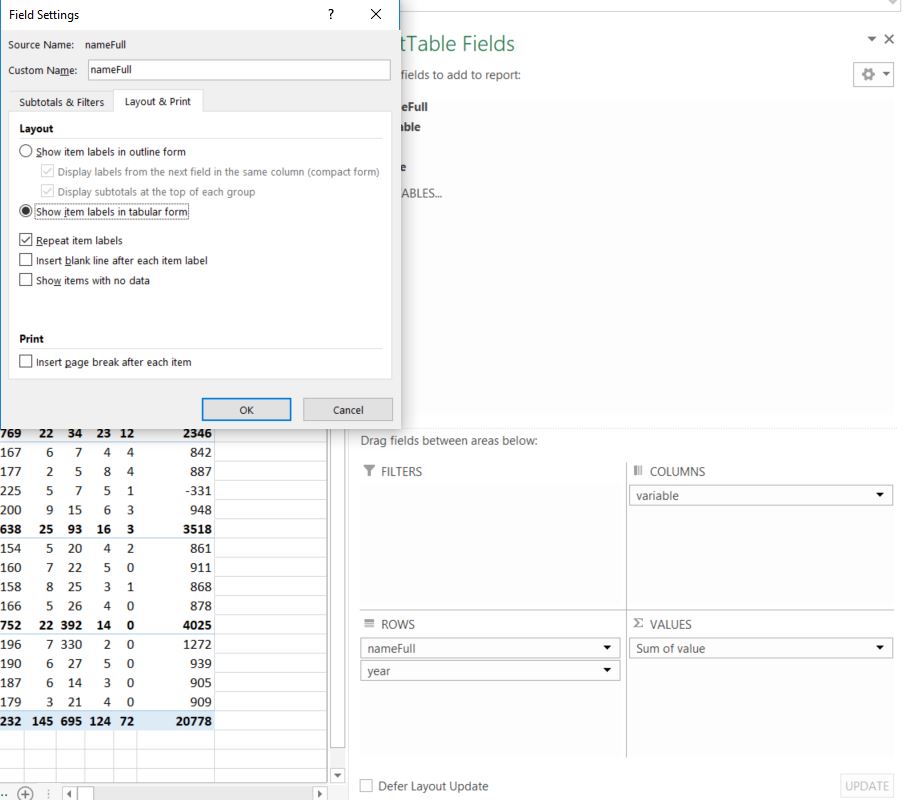 Field Settings
?
Source Name: nameFull
Custom Name: nameFull
Subtotals & Filters
Layout & Print
Layout
Show item labels in outline form
Display labels from the next field in the same column (compact form)
Display subtotals at the top of each group
Show item labels in tabular form
Repeat item labels
Insert blank line after each item label
Show items with no data
Print
Insert page break after each item
OK
Cancel
tTable Fields
fields to add to report:
eFull
able
e
ABLES...
769 22 34 23 12 2346
167 6 7 4 4 842
177 2 5 8 4 887
225 5 7 5 1 -331
200 9 15 6 3 948
638 25 93 16 3 3518
154 5 20 4 2 861
160 7 22 5 0 911
158 8 25 3 1 868
166 5 26 4 0 878
752 22 392 14 0 4025
196 7 330 2 0 1272
190 6 27 5 0 939
187 6 14 3 0 905
179 3 21 4 0 909
232 145 695 124 72 20778
Drag fields between areas below:
FILTERS
COLUMNS
variable
ROWS
nameFull
year
Σ VALUES
Sum of value
Defer Layout Update
UPDATE